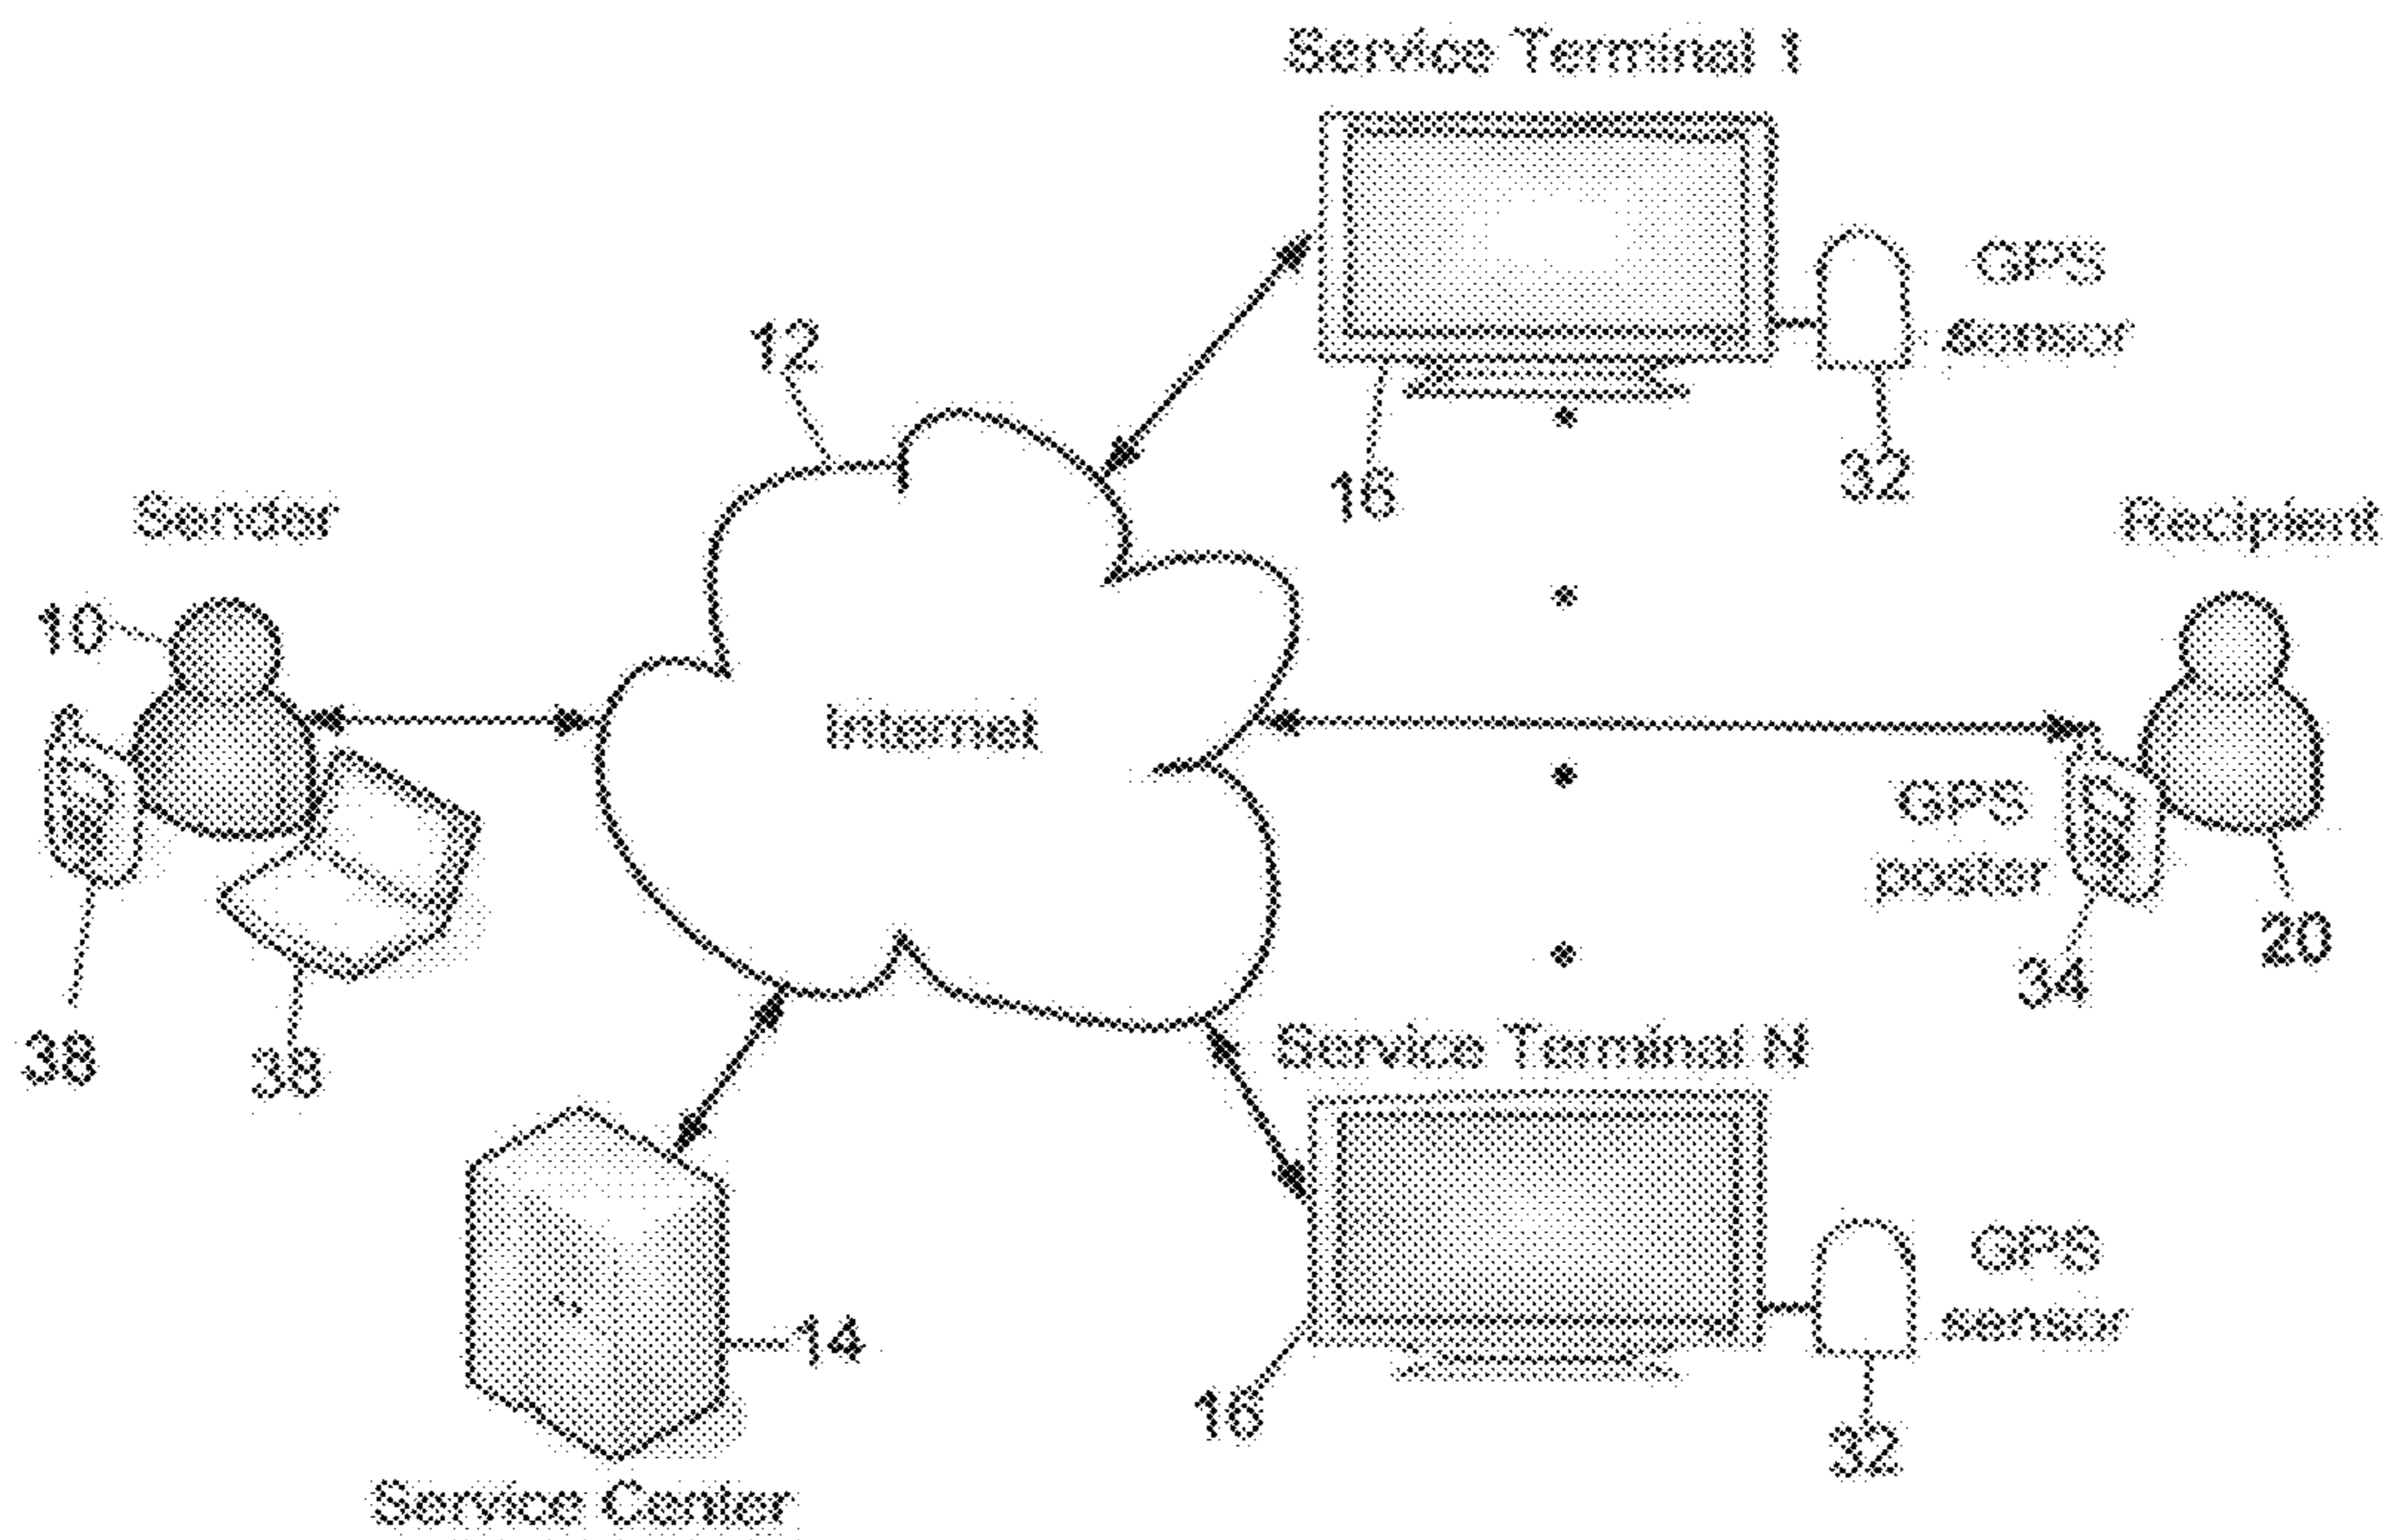 Service Terminal 1
GPS
sensor
12
16
32
Sender
Recipient
10
Internet
GPS
poster
20
34
38
38
Service Terminal N
GPS
sensor
14
16
32
Service Center